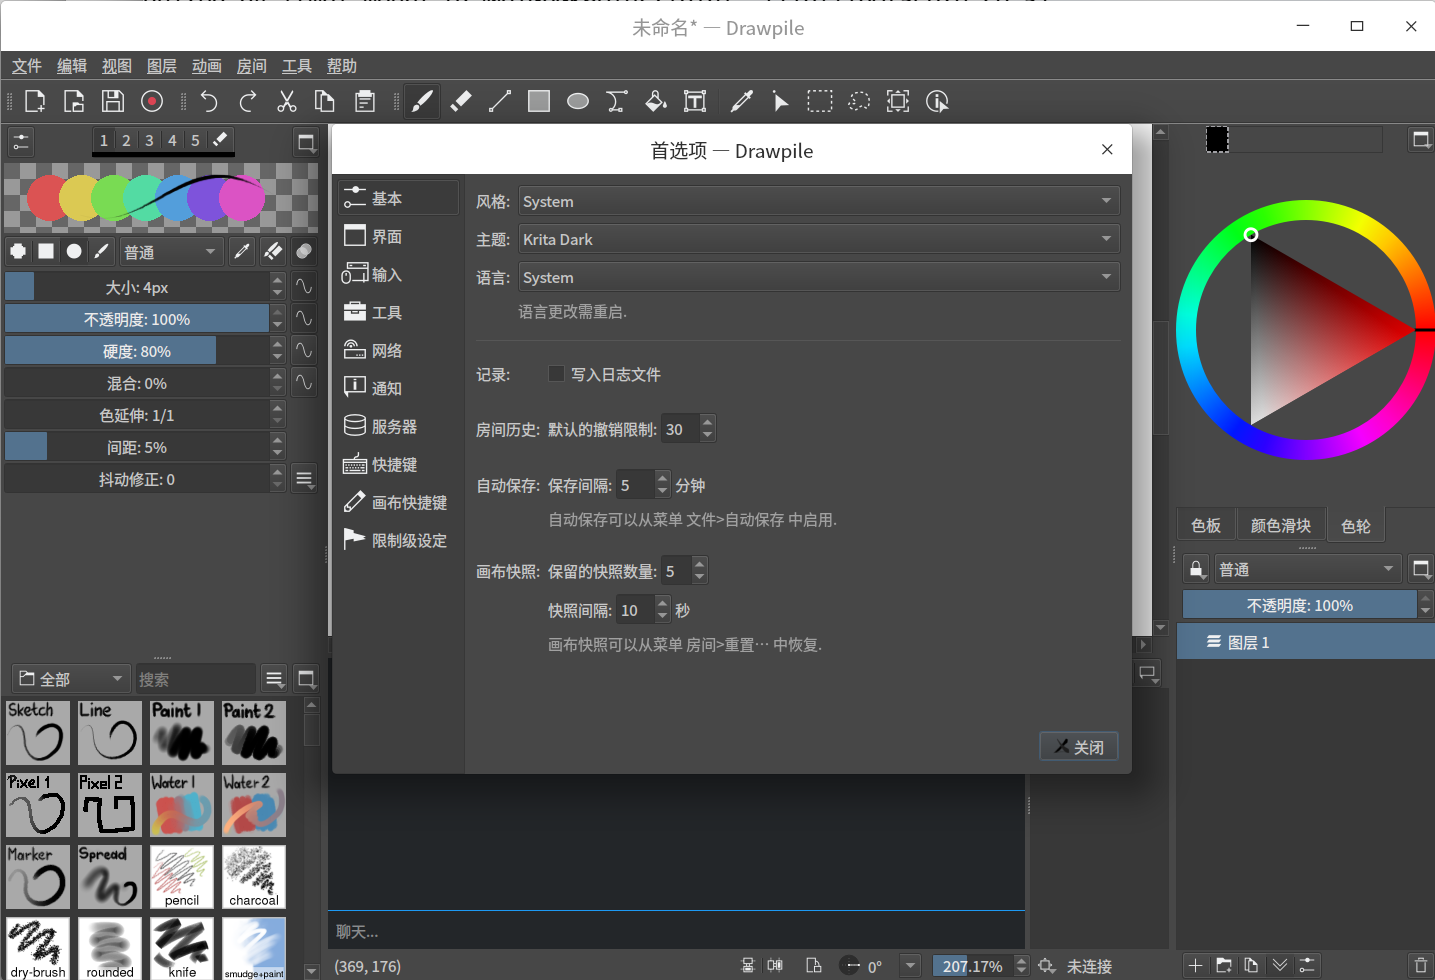 未命名* — Drawpile
文件 编辑 视图 图层 动画 房间 工具 帮助
1 2 3 4 5
普通
大小: 4px
不透明度: 100%
硬度: 80%
混合: 0%
色延伸: 1/1
间距: 5%
抖动修正: 0
全部 搜索
Sketch Line Paint 1 Paint 2
Pixel 1 Pixel 2 Water 1 Water 2
Marker Spread pencil charcoal
dry-brush rounded knife smudge+paint
首选项 — Drawpile
基本
界面
输入
工具
网络
通知
服务器
快捷键
画布快捷键
限制级设定
风格: System
主题: Krita Dark
语言: System
语言更改需重启.
记录: 写入日志文件
房间历史: 默认的撤销限制: 30
自动保存: 保存间隔: 5 分钟
自动保存可以从菜单 文件>自动保存 中启用.
画布快照: 保留的快照数量: 5
快照间隔: 10 秒
画布快照可以从菜单 房间>重置… 中恢复.
关闭
色板 颜色滑块 色轮
普通
不透明度: 100%
图层 1
聊天...
(369, 176)
0°
207.17%
未连接